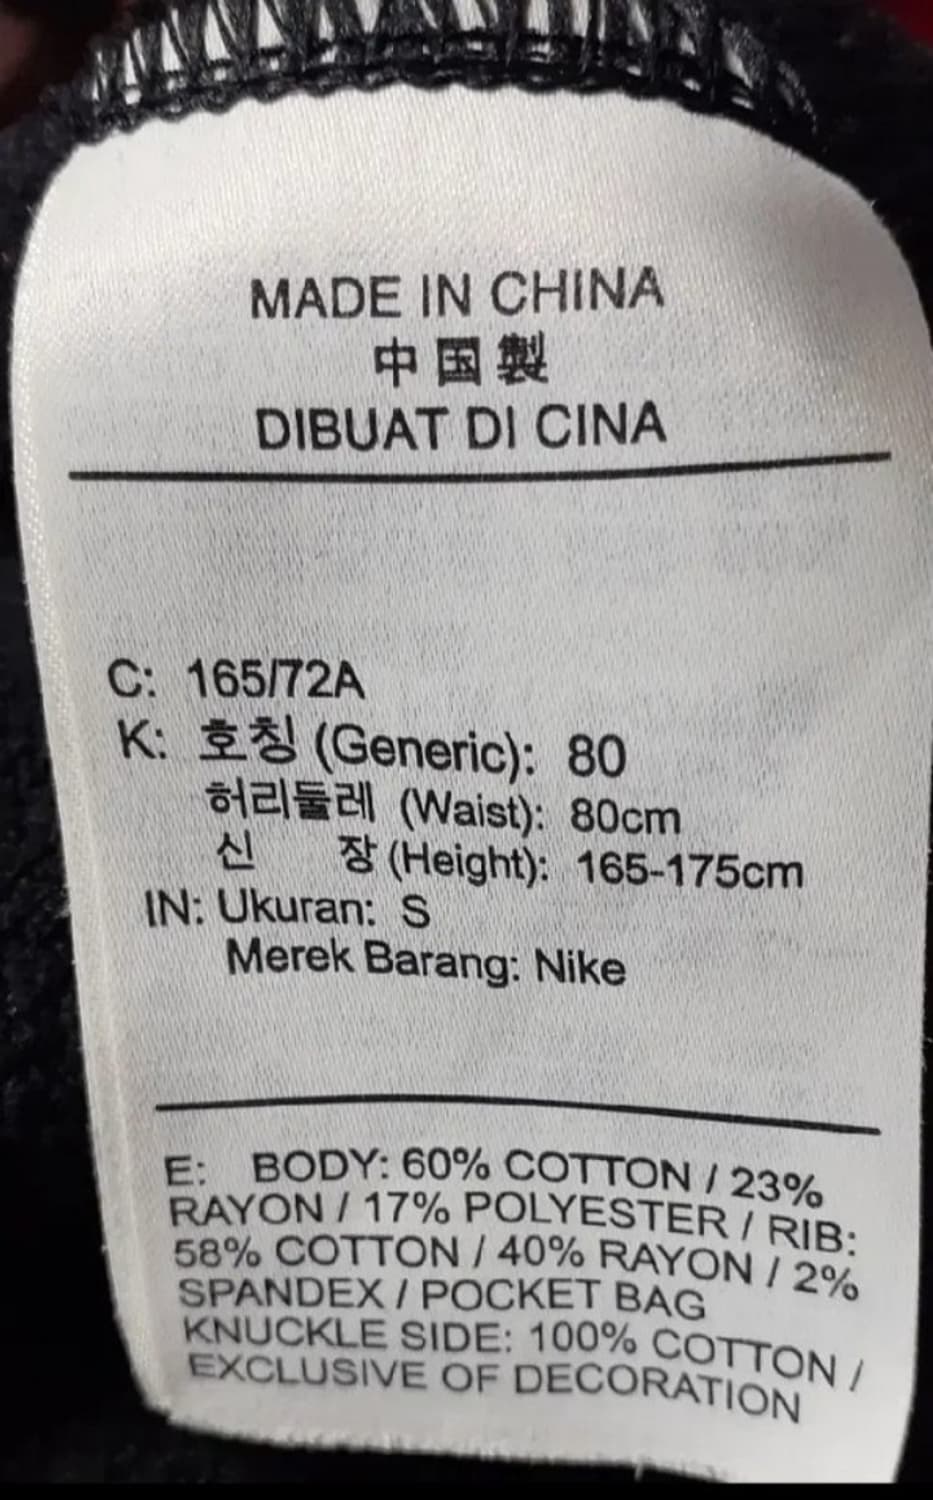 MADE IN CHINA
中国製
DIBUAT DI CINA
C: 165/72A
K: 호칭 (Generic): 80
허리둘레 (Waist): 80cm
신 장 (Height): 165-175cm
IN: Ukuran: S
Merek Barang: Nike
E: BODY: 60% COTTON / 23%
RAYON / 17% POLYESTER / RIB:
58% COTTON / 40% RAYON / 2%
SPANDEX / POCKET BAG
KNUCKLE SIDE: 100% COTTON /
EXCLUSIVE OF DECORATION